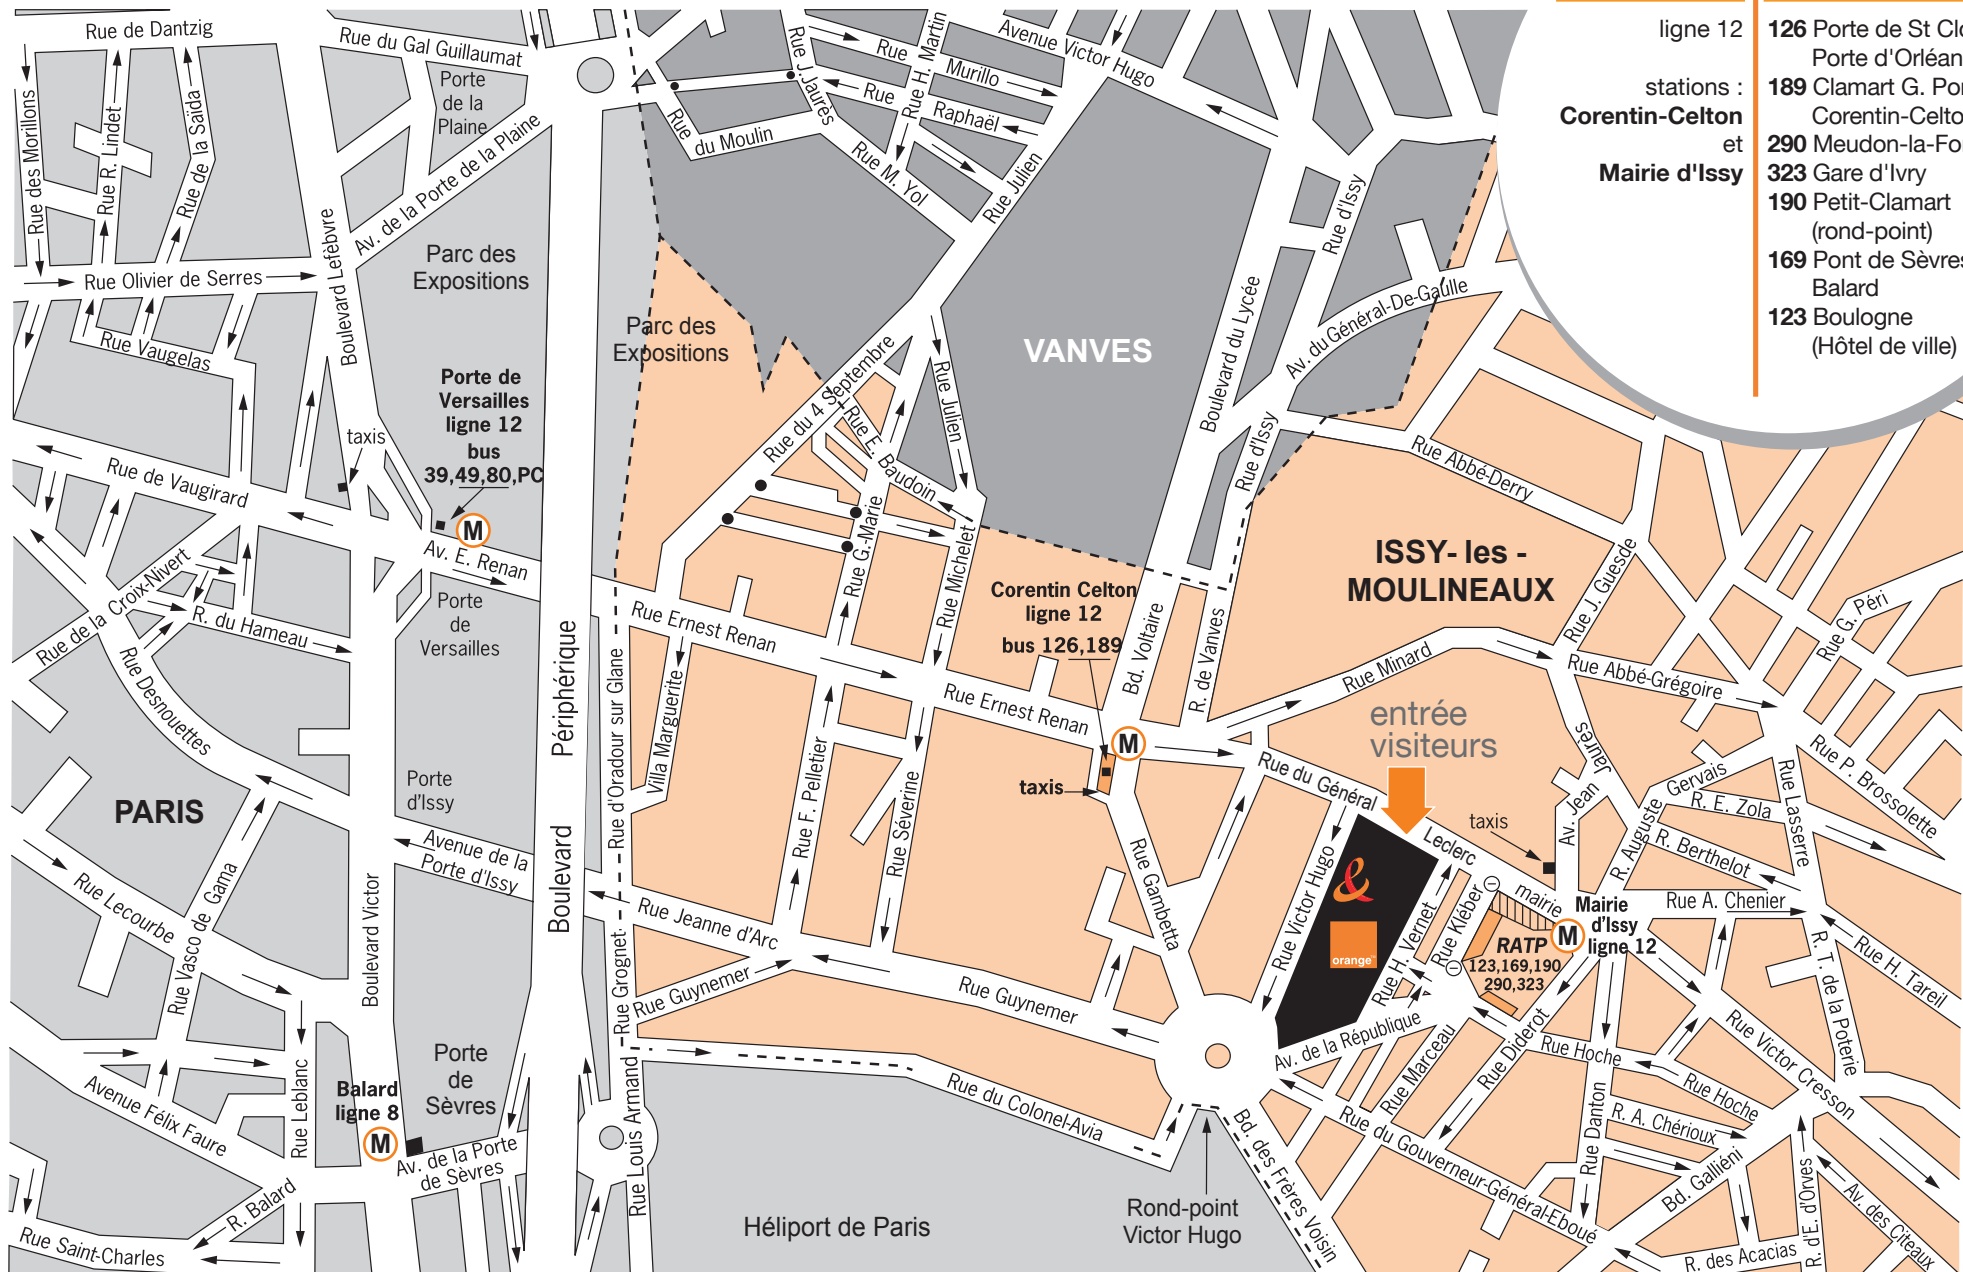 ligne 12
stations :
Corentin-Celton
et
Mairie d'Issy
126 Porte de St Clo
Porte d'Orléan
189 Clamart G. Por
Corentin-Celto
290 Meudon-la-Fo
323 Gare d'Ivry
190 Petit-Clamart
(rond-point)
169 Pont de Sèvres
Balard
123 Boulogne
(Hôtel de ville)
Rue de Dantzig
Rue du Gal Guillaumat
Porte
de la
Plaine
Rue des Morillons
Rue R. Lindet
Rue de la Saïda
Av. de la Porte de la Plaine
Boulevard Lefebvre
Rue Olivier de Serres
Rue Vaugelas
Parc des
Expositions
Parc des
Expositions
Rue J. Jaurès
Rue Murillo
Rue H. Martin
Avenue Victor Hugo
Rue Raphaël
Rue du Moulin
Rue M. Yol
Rue Julien
Rue d'Issy
Boulevard du Lycée
Av. du Général-De-Gaulle
VANVES
Porte de
Versailles
ligne 12
bus
39,49,80,PC
taxis
M
Rue de Vaugirard
Av. E. Renan
Porte
de
Versailles
Rue de la Croix-Nivert
R. du Hameau
Rue Desnouettes
Rue du 4 Septembre
Rue Julien
Rue E. Baudoin
Rue G.-Marie
Rue Michelet
Rue d'Issy
Rue Abbé-Derry
ISSY- les -
MOULINEAUX
Corentin Celton
ligne 12
bus 126,189
Bd. Voltaire
R. de Vanves
Rue Ernest Renan
Rue Ernest Renan
M
taxis
Rue Minard
Rue J. Guesde
Rue Abbé-Grégoire
Rue G. Péri
Rue P. Brossolette
entrée
visiteurs
Rue du Général Leclerc
Av. Jean Jaurès
R. Auguste Gervais
R. E. Zola
Rue Lasserre
R. Berthelot
taxis
mairie
Mairie
d'Issy
ligne 12
M
Rue A. Chenier
Rue H. Tareil
R. T. de la Poterie
RATP
123,169,190
290,323
PARIS
Porte
d'Issy
Avenue de la
Porte d'Issy
Boulevard Périphérique
Rue d'Oradour sur Glane
Villa Marguerite
Rue F. Pelletier
Rue Séverine
Rue Gambetta
Rue Victor Hugo
&
orange™
Rue H. Vernet
Rue Kléber
Rue Lecourbe
Rue Vasco de Gama
Boulevard Victor
Rue Jeanne d'Arc
Rue Grognet
Rue Guynemer
Rue Guynemer
Av. de la République
Rue Marceau
Rue Diderot
Rue Hoche
Rue Hoche
Rue Victor Cresson
Rue Danton
R. A. Chérioux
Bd. Galliéni
Avenue Félix Faure
Rue Leblanc
Balard
ligne 8
M
Porte
de
Sèvres
Av. de la Porte
de Sèvres
R. Balard
Rue Saint-Charles
Rue Louis Armand
Rue du Colonel-Avia
Héliport de Paris
Rond-point
Victor Hugo
Bd. des Frères Voisin
Rue du Gouverneur-Général-Eboué
R. des Acacias
R. d'E. d'Orves
Av. des Citeaux